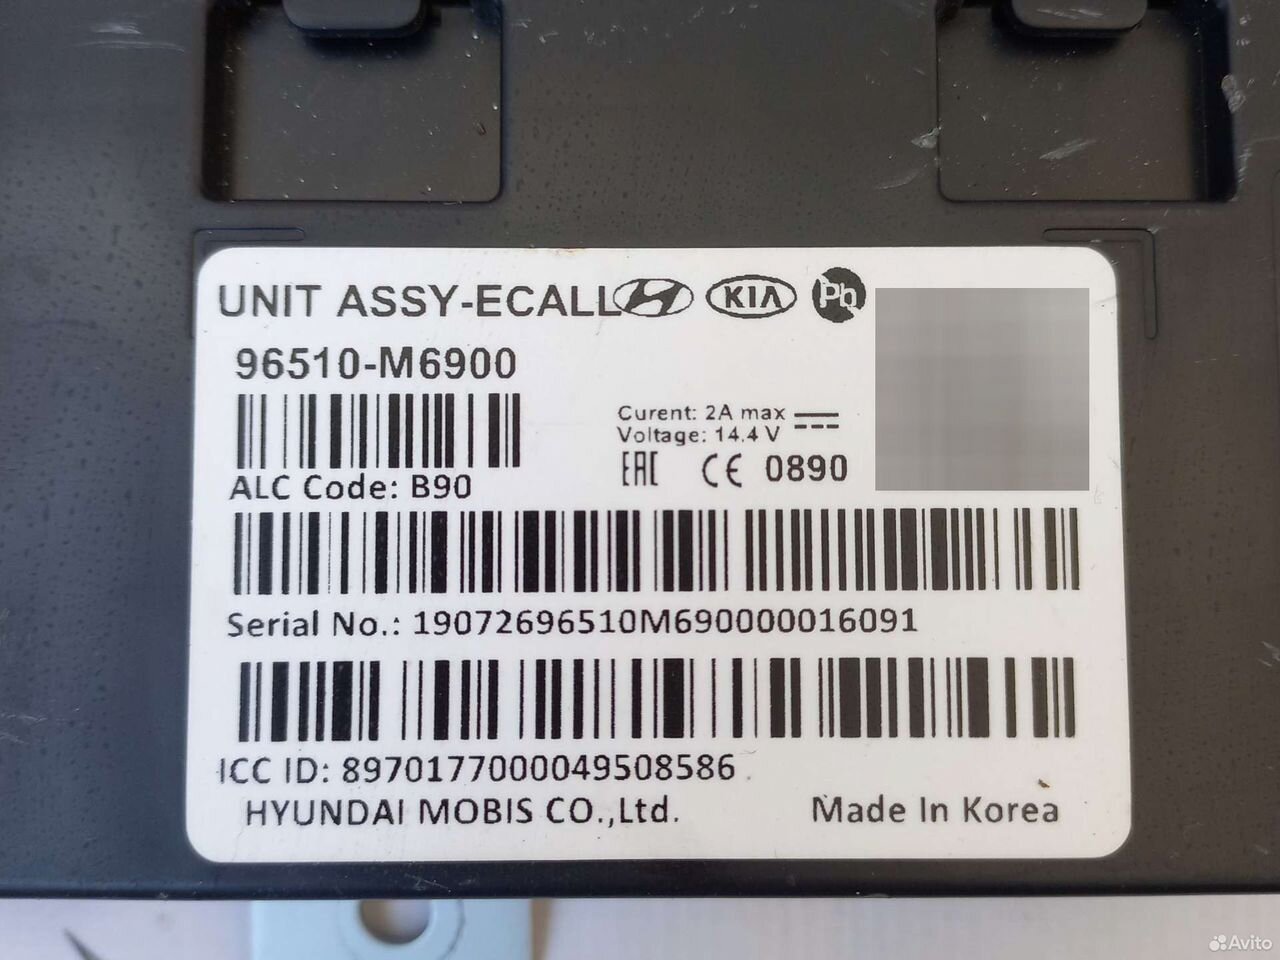 UNIT ASSY-ECALL
KIA
Pb
96510-M6900
Curent: 2A max
Voltage: 14.4 V
EAC CE 0890
ALC Code: B90
Serial No.: 19072696510M690000016091
ICC ID: 8970177000049508586
HYUNDAI MOBIS CO.,Ltd. Made In Korea
Avito